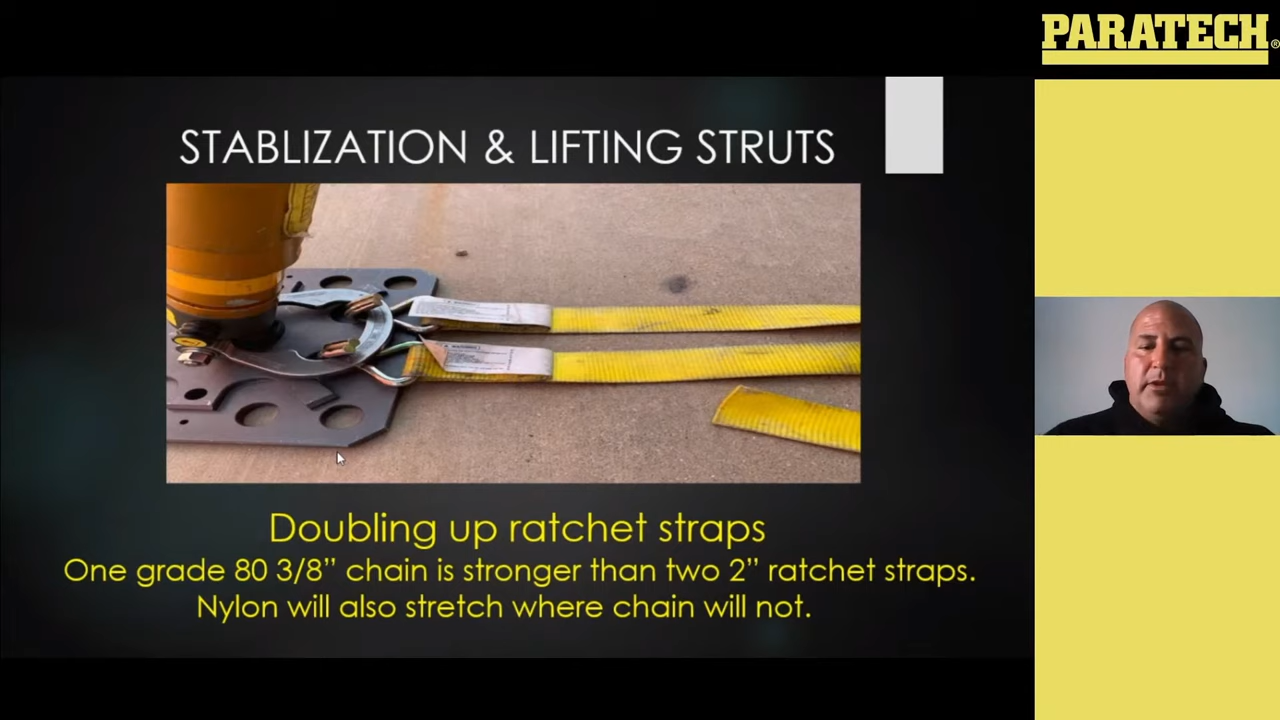 PARATECH®
STABLIZATION & LIFTING STRUTS
Doubling up ratchet straps
One grade 80 3/8” chain is stronger than two 2” ratchet straps.
Nylon will also stretch where chain will not.